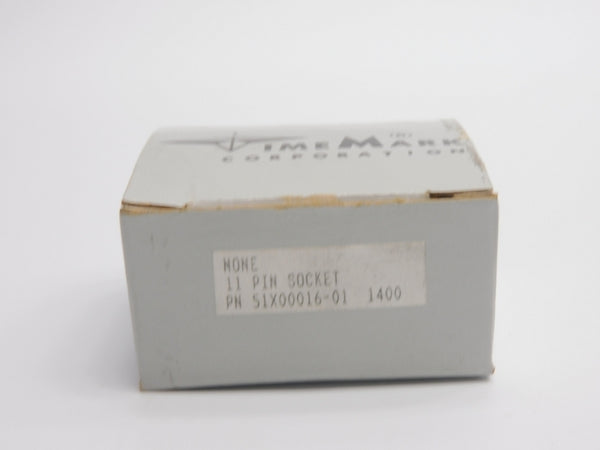 (R)
TIMEMARK
CORPORATION
NONE
11 PIN SOCKET
PN 51X00016-01 1400